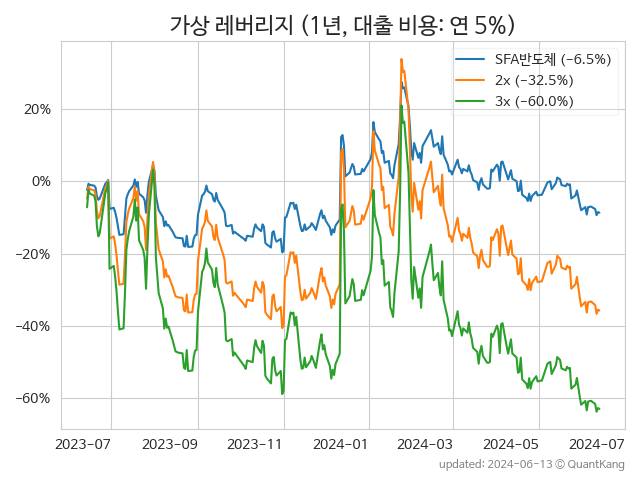 가상 레버리지 (1년, 대출 비용: 연 5%)
SFA반도체 (−6.5%)
2x (−32.5%)
3x (−60.0%)
20%
0%
−20%
−40%
−60%
2023−07 2023−09 2023−11 2024−01 2024−03 2024−05 2024−07
updated: 2024-06-13 ⓒ QuantKang